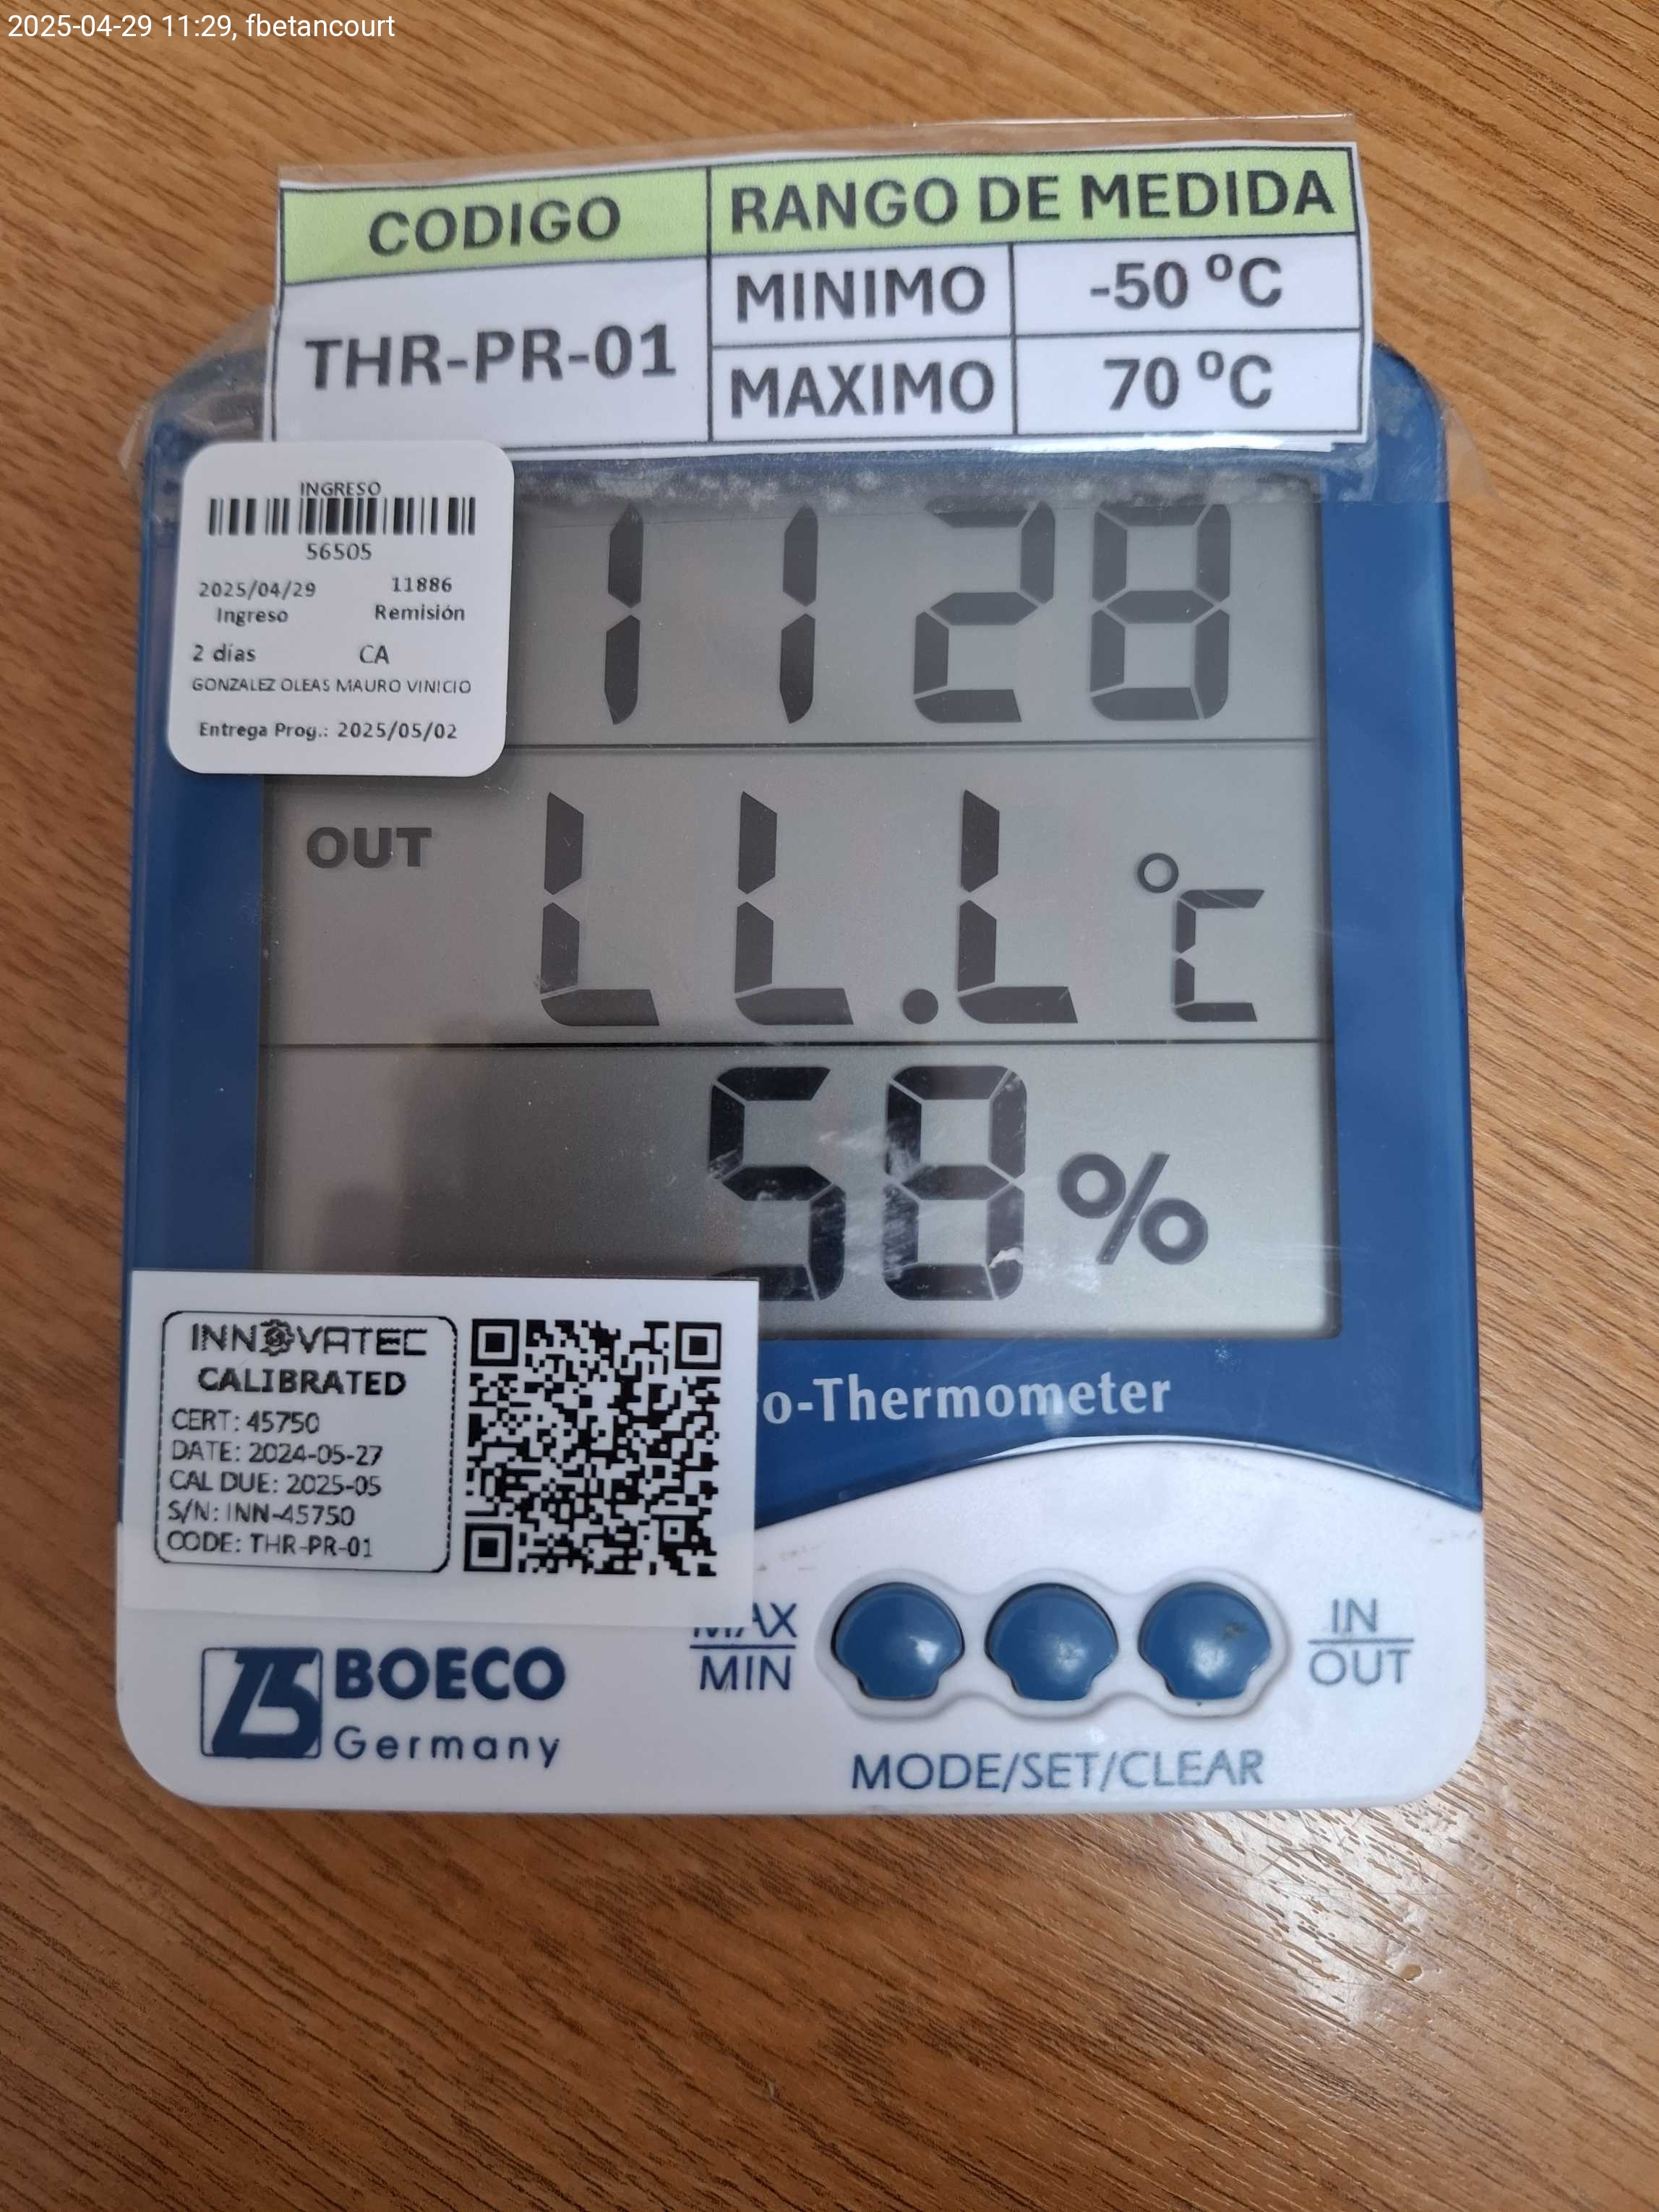 2025-04-29 11:29, fbetancourt
CODIGO
RANGO DE MEDIDA
THR-PR-01
MINIMO
-50 ºC
MAXIMO
70 ºC
INGRESO
56505
2025/04/29
11886
Ingreso
Remisión
2 días
CA
GONZALEZ OLEAS MAURO VINICIO
Entrega Prog.: 2025/05/02
11 28
OUT
LL.L °C
58 %
INNOVATEC
CALIBRATED
CERT: 45750
DATE: 2024-05-27
CAL DUE: 2025-05
S/N: INN-45750
CODE: THR-PR-01
o-Thermometer
MAX
MIN
IN
OUT
BOECO
Germany
MODE/SET/CLEAR